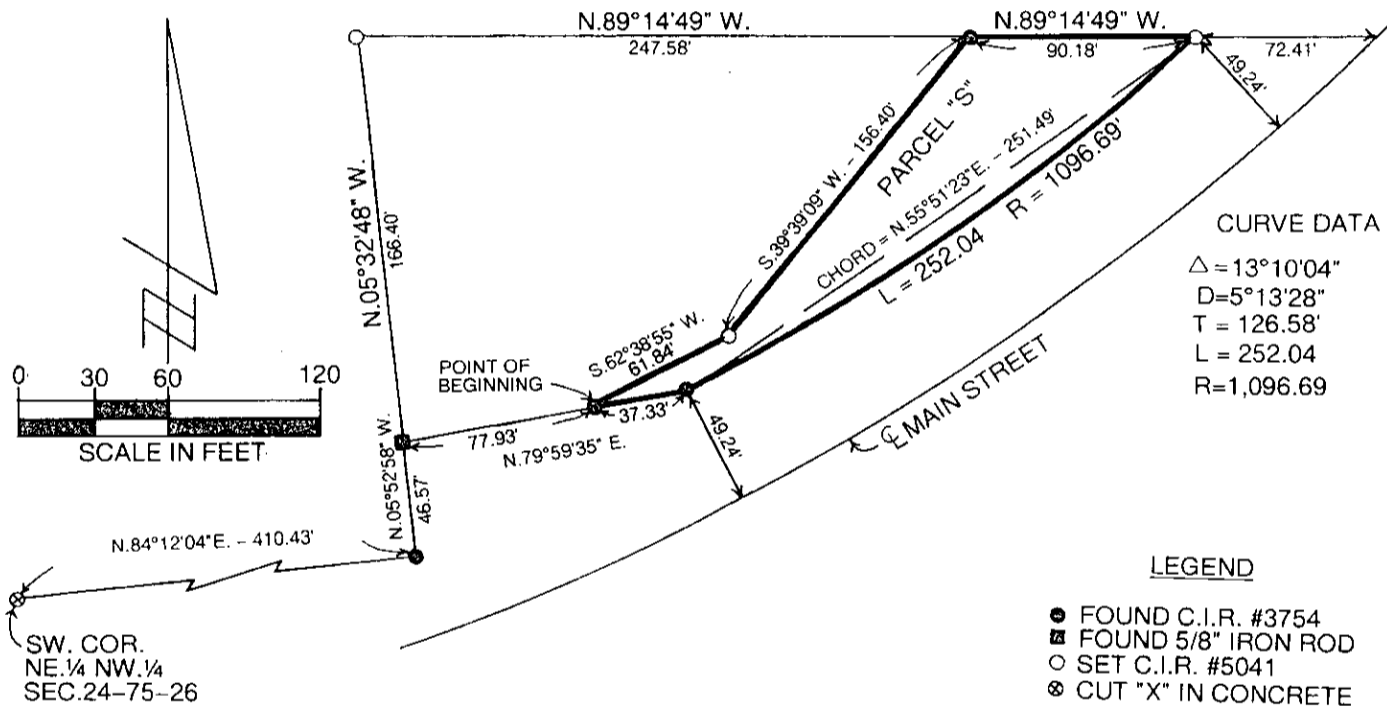 N.89°14'49" W.
247.58'
N.89°14'49" W.
90.18'
72.41'
49.24'
N.05°32'48" W.
166.40'
S.39°39'09" W. – 156.40'
PARCEL "S"
CHORD = N.55°51'23"E. – 251.49'
R = 1096.69'
L = 252.04
CURVE DATA
△ = 13°10'04"
D=5°13'28"
T = 126.58'
L = 252.04
R=1,096.69
0 30 60 120
SCALE IN FEET
POINT OF
BEGINNING
S.62°38'55" W.
61.84'
37.33'
77.93'
N.79°59'35" E.
49.24'
℄ MAIN STREET
N.05°52'58" W.
46.57'
N.84°12'04"E. – 410.43'
SW. COR.
NE.¼ NW.¼
SEC.24–75–26
LEGEND
FOUND C.I.R. #3754
FOUND 5/8" IRON ROD
SET C.I.R. #5041
CUT "X" IN CONCRETE